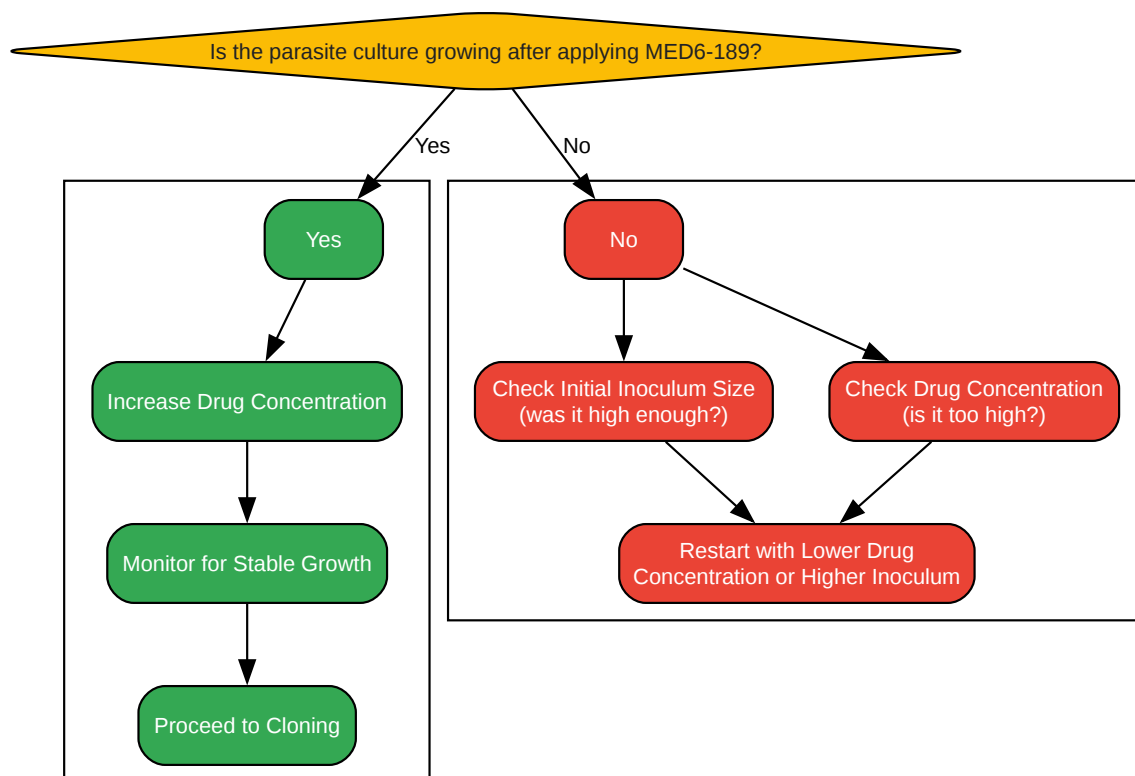 Is the parasite culture growing after applying MED6-189?
Yes
No
Yes
No
Increase Drug Concentration
Check Initial Inoculum Size
(was it high enough?)
Check Drug Concentration
(is it too high?)
Monitor for Stable Growth
Restart with Lower Drug
Concentration or Higher Inoculum
Proceed to Cloning